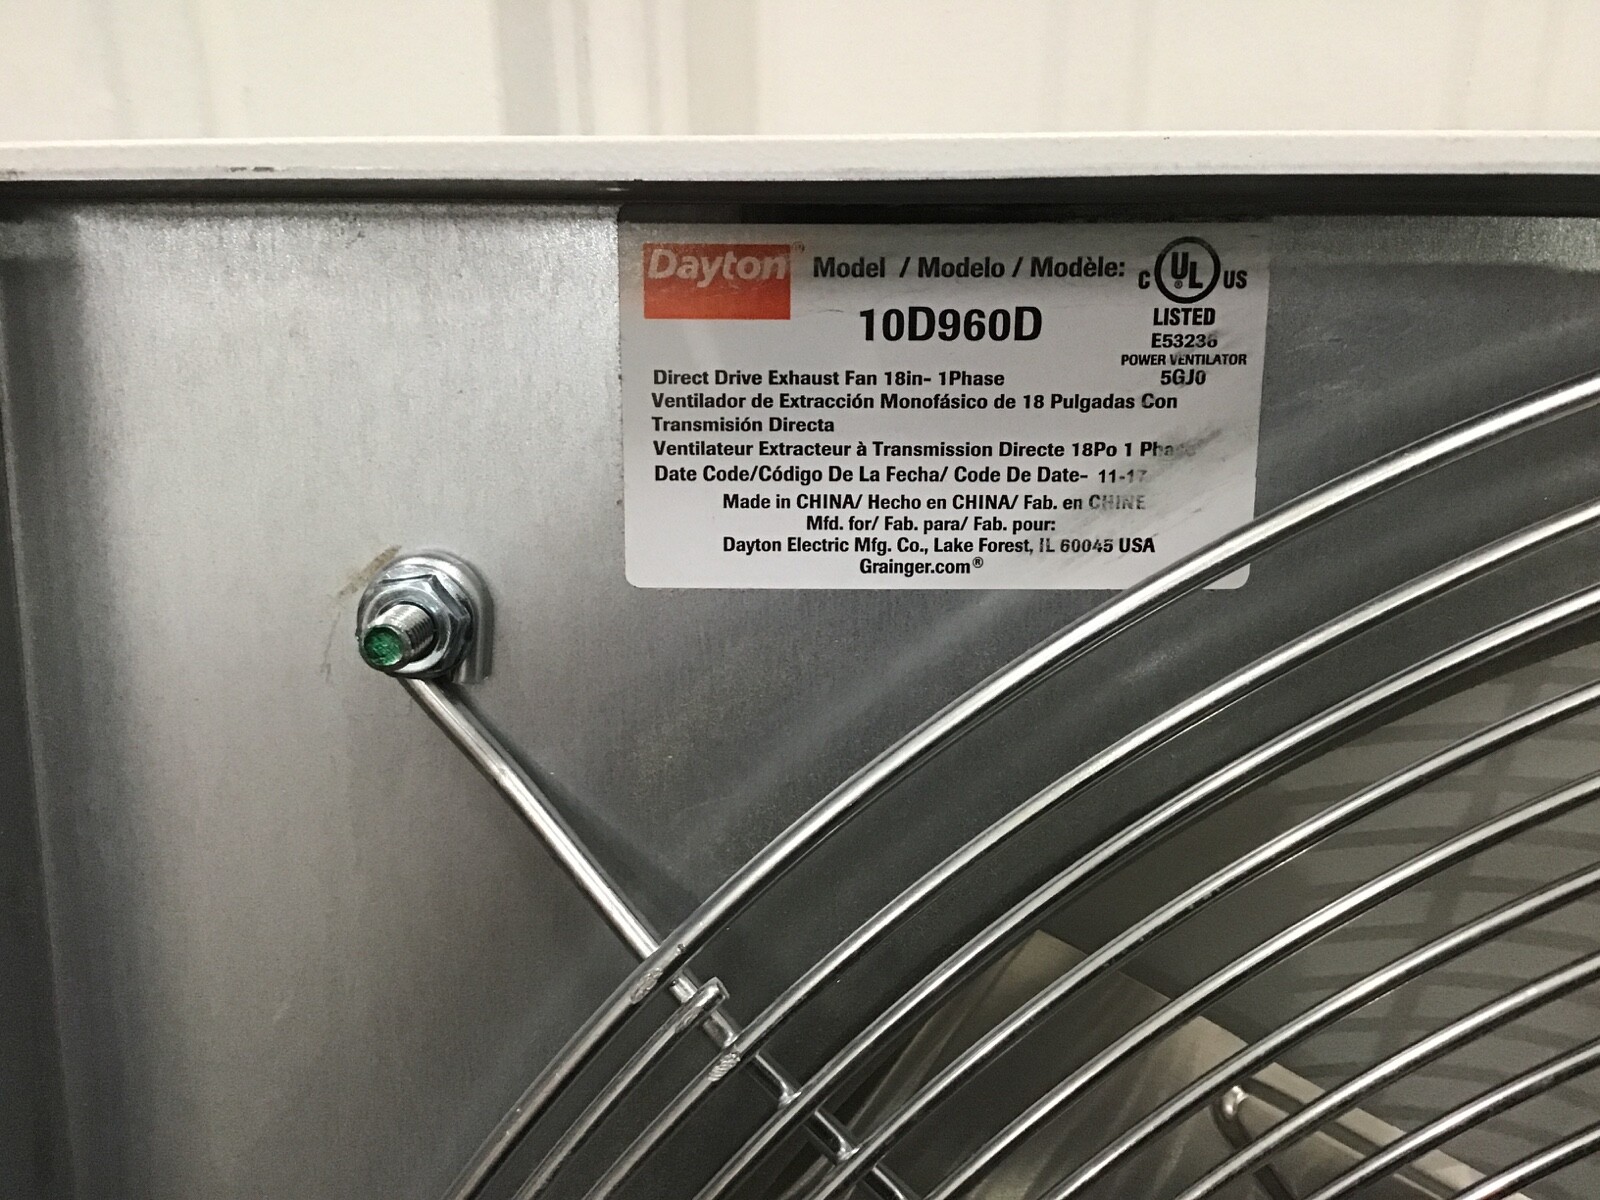 Dayton®
Model / Modelo / Modèle:
10D960D
C UL® US
LISTED
E53236
POWER VENTILATOR
5GJ0
Direct Drive Exhaust Fan 18in- 1Phase
Ventilador de Extracción Monofásico de 18 Pulgadas Con
Transmisión Directa
Ventilateur Extracteur à Transmission Directe 18Po 1 Phase
Date Code/Código De La Fecha/ Code De Date- 11-17
Made in CHINA/ Hecho en CHINA/ Fab. en CHINE
Mfd. for/ Fab. para/ Fab. pour:
Dayton Electric Mfg. Co., Lake Forest, IL 60045 USA
Grainger.com®